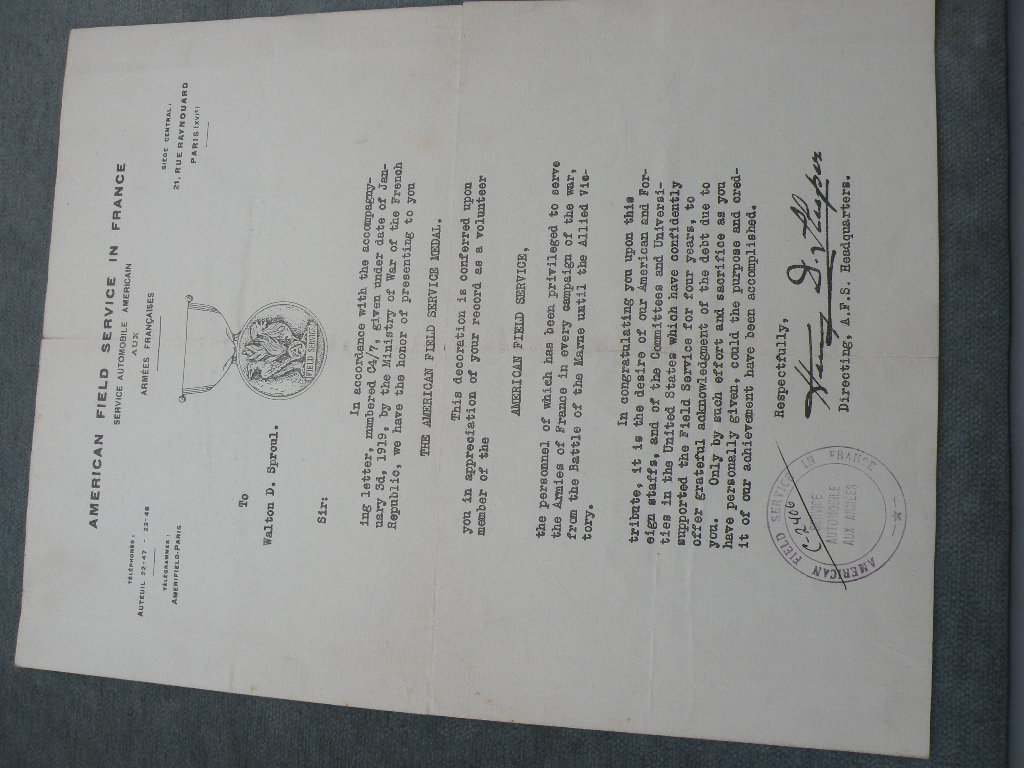 AMERICAN FIELD SERVICE IN FRANCE
SERVICE AUTOMOBILE AMERICAIN
AUX
ARMÉES FRANÇAISES
TÉLÉPHONES:
AUTEUIL 22-47 - 22-48
TÉLÉGRAMMES:
AMERIFIELD-PARIS
SIÈGE CENTRAL:
21, RUE RAYNOUARD
PARIS (XVIe)
FIELD SERVICE
To
Walton D. Sproul.
Sir:
In accordance with the accompagny-
ing letter, numbered C4/7, given under date of Jan-
uary 3d, 1919, by the Ministry of War of the French
Republic, we have the honor of presenting to you
THE AMERICAN FIELD SERVICE MEDAL.
This decoration is conferred upon
you in appreciation of your record as a volunteer
member of the
AMERICAN FIELD SERVICE,
the personnel of which has been privileged to serve
the Armies of France in every campaign of the war,
from the Battle of the Marne until the Allied Vic-
tory.
In congratulating you upon this
tribute, it is the desire of our American and For-
eign staffs, and of the Committees and Universi-
ties in the United States which have confidently
supported the Field Service for four years, to
offer grateful acknowledgment of the debt due to
you. Only by such effort and sacrifice as you
have personally given, could the purpose and cred-
it of our achievement have been accomplished.
Respectfully,
Directing, A.F.S. Headquarters.
AMERICAN FIELD SERVICE IN FRANCE
C-2406
AUTOMOBILE
AUX ARMÉES